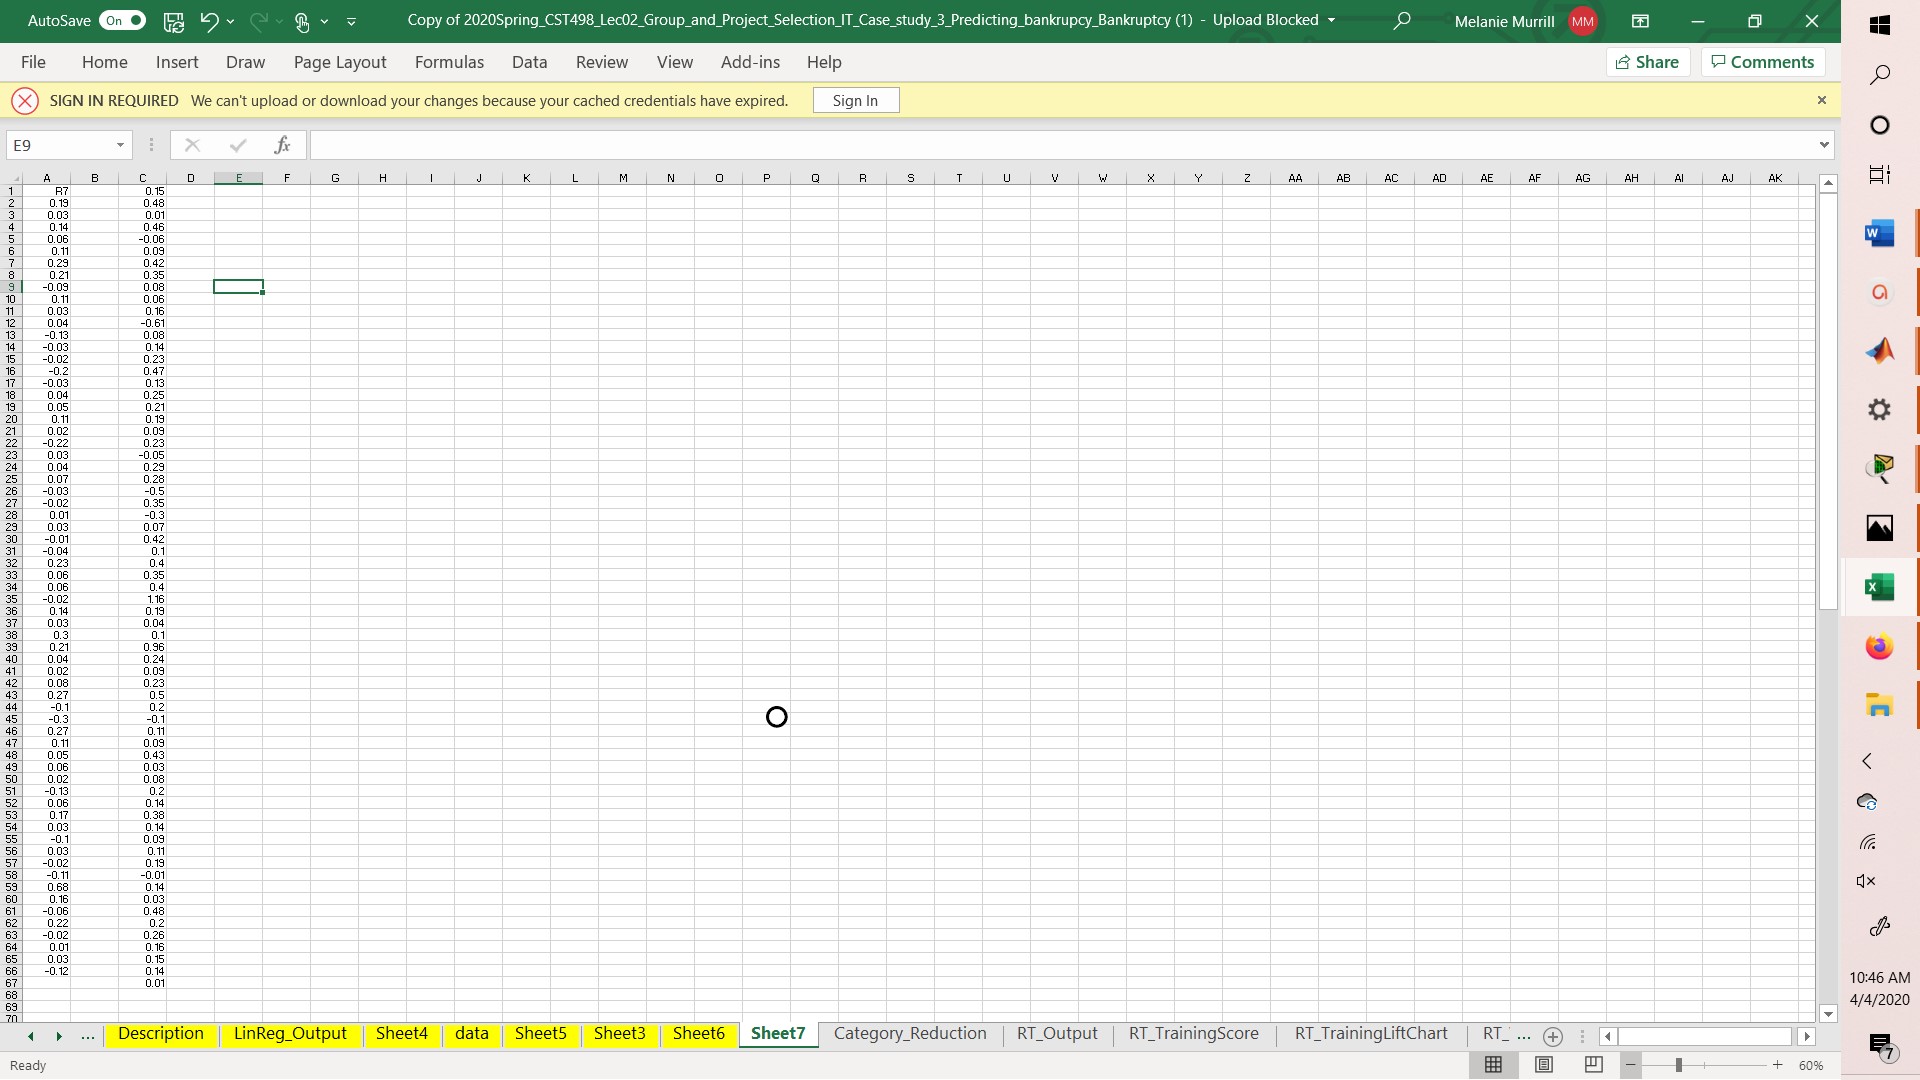 AutoSave On Copy of 2020Spring_CST498_Lec02_Group_and_Project_Selection_IT_Case_study_3_Predicting_bankrupcy_Bankruptcy (1) - Upload Blocked Melanie Murrill MM
File Home Insert Draw Page Layout Formulas Data Review View Add-ins Help Share Comments
SIGN IN REQUIRED We can't upload or download your changes because your cached credentials have expired. Sign In
E9 fx
A B C D E F G H I J K L M N O P Q R S T U V W X Y Z AA AB AC AD AE AF AG AH AI AJ AK
1 R7 0.15
2 0.19 0.48
3 0.03 0.01
4 0.14 0.46
5 0.06 -0.06
6 0.11 0.09
7 0.29 0.42
8 0.21 0.35
9 -0.09 0.08
10 0.11 0.06
11 0.03 0.16
12 0.04 -0.61
13 -0.13 0.08
14 -0.03 0.14
15 -0.02 0.23
16 -0.2 0.47
17 -0.03 0.13
18 0.04 0.25
19 0.05 0.21
20 0.11 0.19
21 0.02 0.09
22 -0.22 0.23
23 0.03 -0.05
24 0.04 0.29
25 0.07 0.28
26 -0.03 -0.5
27 -0.02 0.35
28 0.01 -0.3
29 0.03 0.07
30 -0.01 0.42
31 -0.04 0.1
32 0.23 0.4
33 0.06 0.35
34 0.06 0.4
35 -0.02 1.16
36 0.14 0.19
37 0.03 0.04
38 0.3 0.1
39 0.21 0.96
40 0.04 0.24
41 0.02 0.09
42 0.08 0.23
43 0.27 0.5
44 -0.1 0.2
45 -0.3 -0.1
46 0.27 0.11
47 0.11 0.09
48 0.05 0.43
49 0.06 0.03
50 0.02 0.08
51 -0.13 0.2
52 0.06 0.14
53 0.17 0.38
54 0.03 0.14
55 -0.1 0.09
56 0.03 0.11
57 -0.02 0.19
58 -0.11 -0.01
59 0.68 0.14
60 0.16 0.03
61 -0.06 0.48
62 0.22 0.2
63 -0.02 0.26
64 0.01 0.16
65 0.03 0.15
66 -0.12 0.14
67 0.01
68
69
70
... Description LinReg_Output Sheet4 data Sheet5 Sheet3 Sheet6 Sheet7 Category_Reduction RT_Output RT_TrainingScore RT_TrainingLiftChart RT_ ...
Ready 60%
10:46 AM
4/4/2020
7